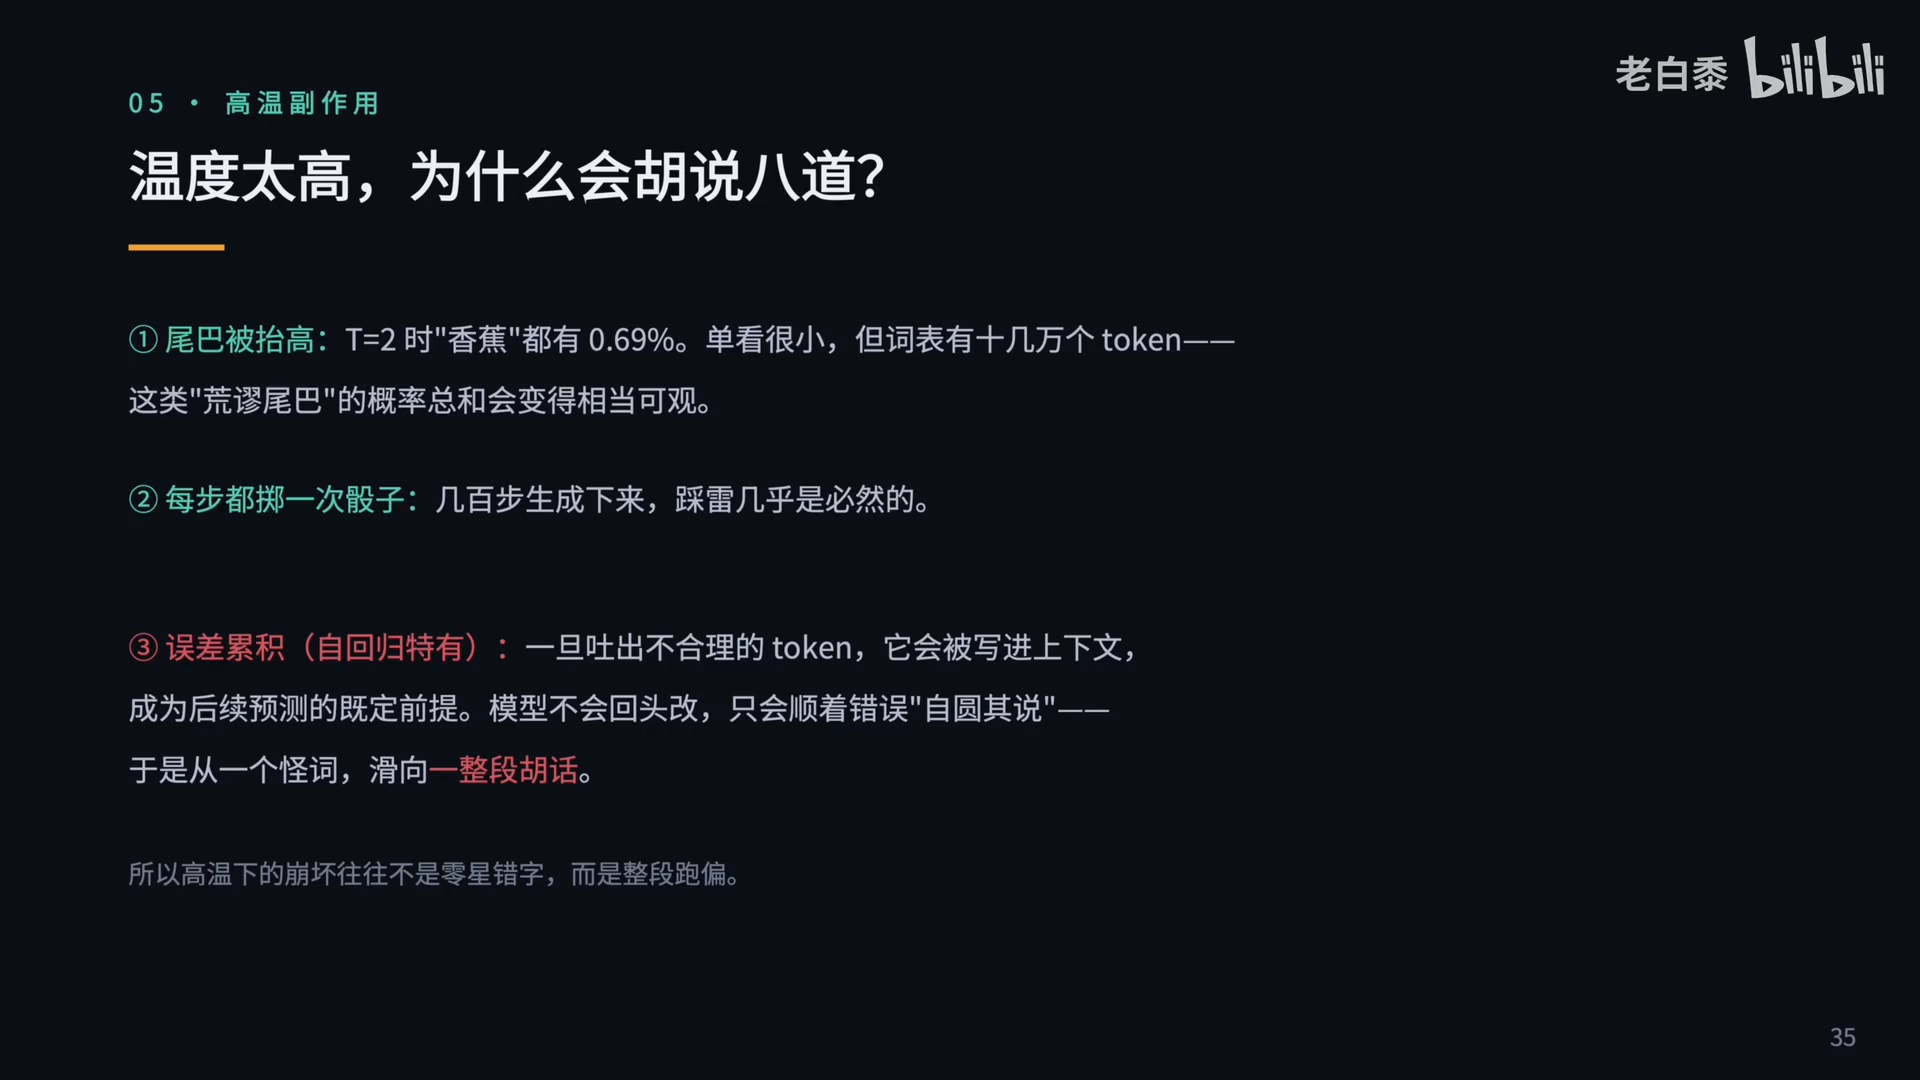 老白黍 bilibili
05 · 高温副作用
温度太高，为什么会胡说八道？
① 尾巴被抬高：T=2 时"香蕉"都有 0.69%。单看很小，但词表有十几万个 token——
这类"荒谬尾巴"的概率总和会变得相当可观。
② 每步都掷一次骰子：几百步生成下来，踩雷几乎是必然的。
③ 误差累积（自回归特有）：一旦吐出不合理的 token，它会被写进上下文，
成为后续预测的既定前提。模型不会回头改，只会顺着错误"自圆其说"——
于是从一个怪词，滑向一整段胡话。
所以高温下的崩坏往往不是零星错字，而是整段跑偏。
35